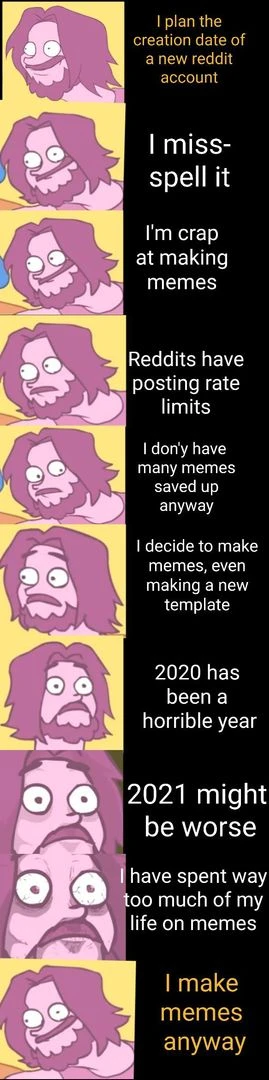 I plan the
creation date of
a new reddit
account
I miss-
spell it
I'm crap
at making
memes
Reddits have
posting rate
limits
I don'y have
many memes
saved up
anyway
I decide to make
memes, even
making a new
template
2020 has
been a
horrible year
2021 might
be worse
I have spent way
too much of my
life on memes
I make
memes
anyway